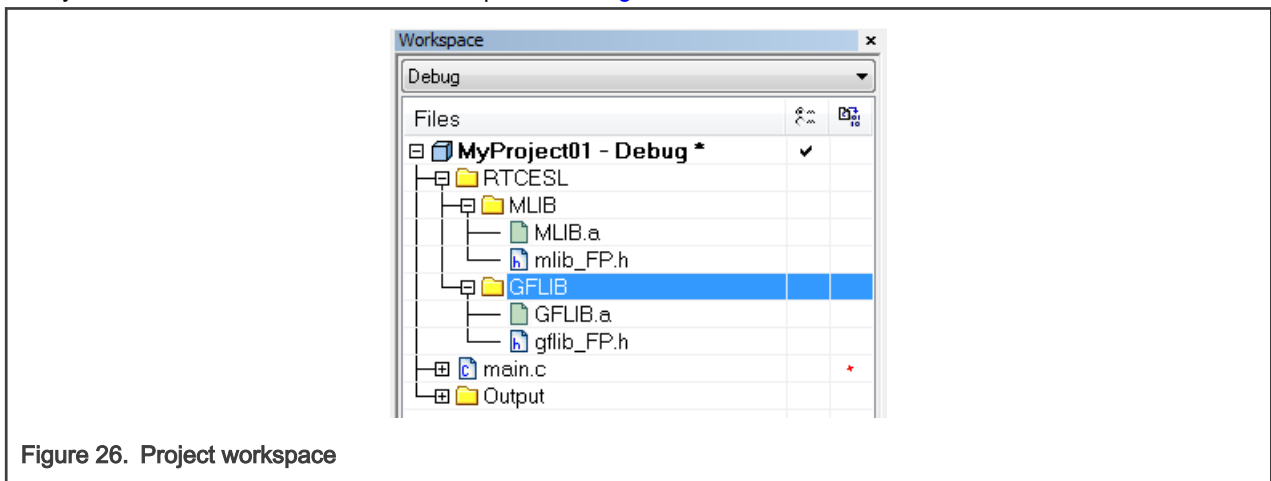 Workspace
Debug
Files
MyProject01 - Debug *
RTCESL
MLIB
MLIB.a
h mlib_FP.h
GFLIB
GFLIB.a
h gflib_FP.h
c main.c
Output
Figure 26. Project workspace